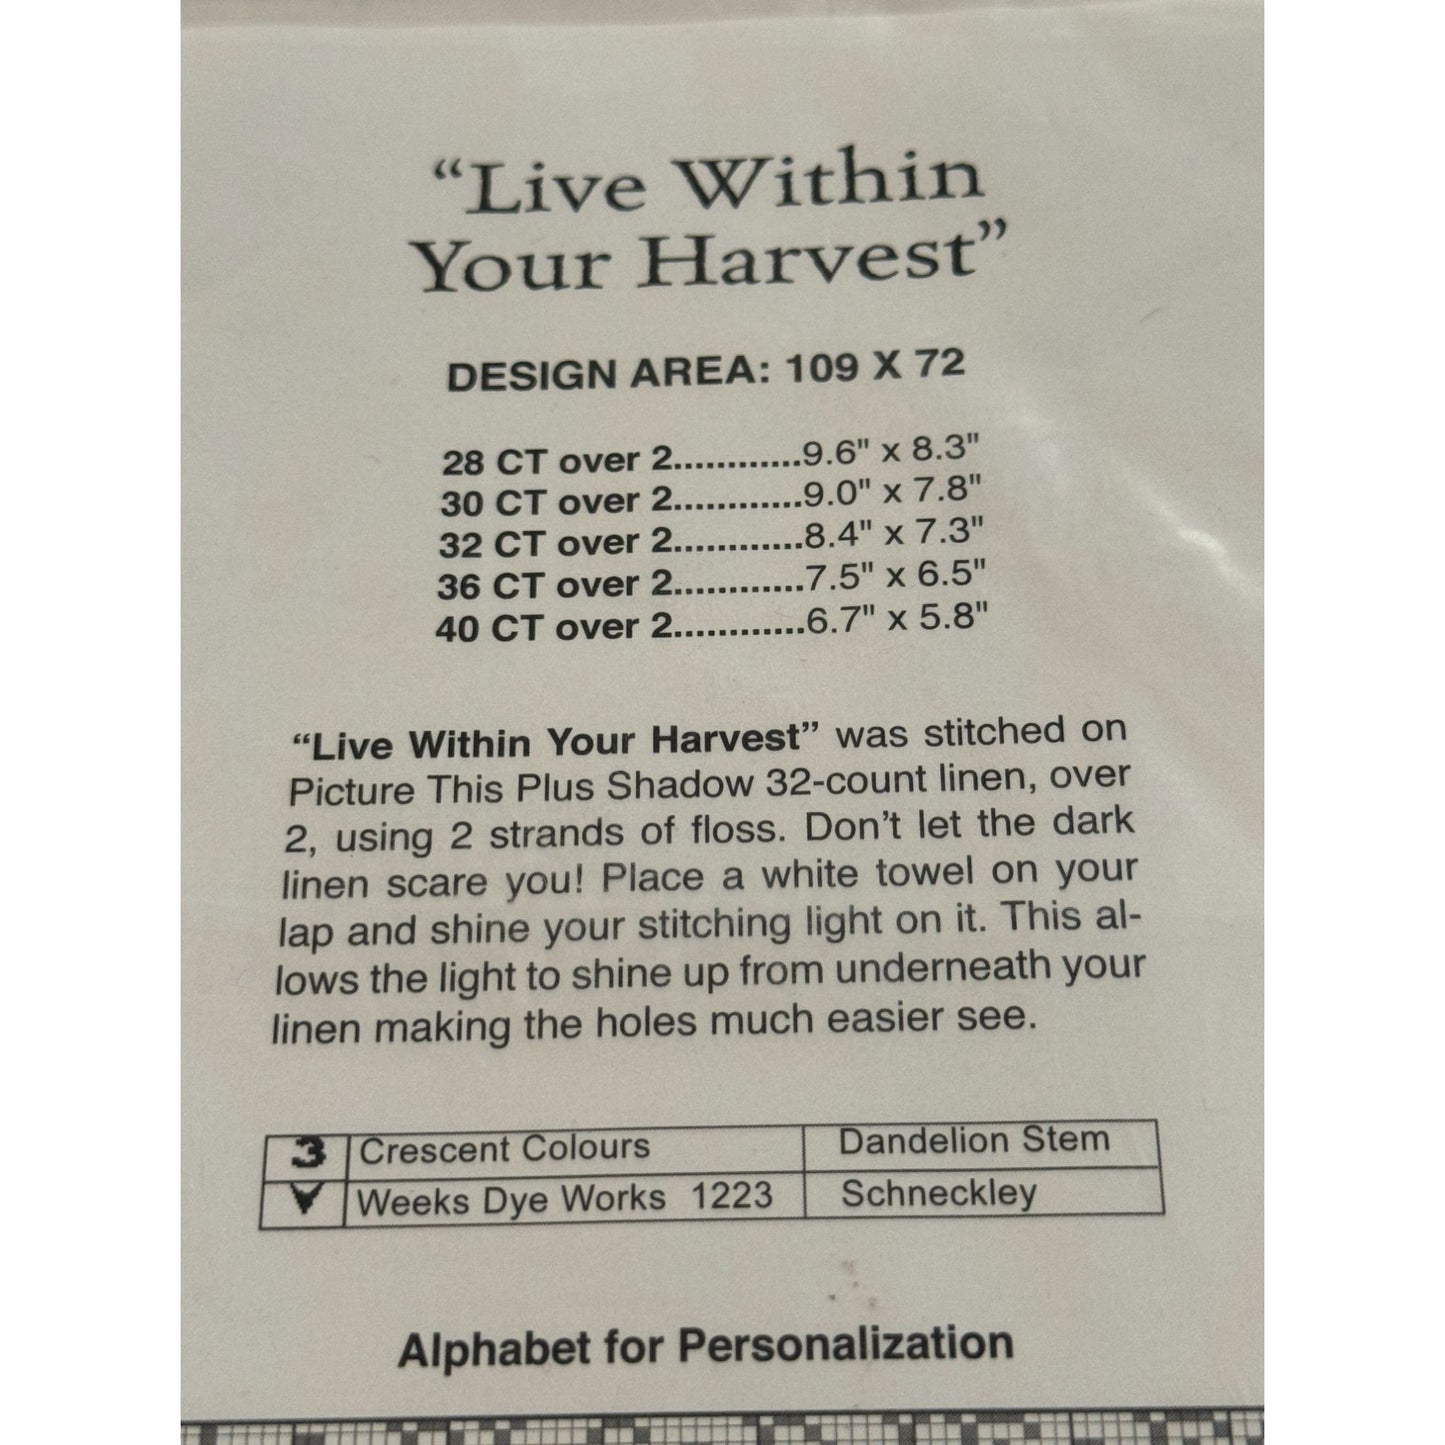 “Live Within
Your Harvest”
DESIGN AREA: 109 X 72
28 CT over 2............9.6" x 8.3"
30 CT over 2............9.0" x 7.8"
32 CT over 2............8.4" x 7.3"
36 CT over 2............7.5" x 6.5"
40 CT over 2............6.7" x 5.8"
“Live Within Your Harvest” was stitched on
Picture This Plus Shadow 32-count linen, over
2, using 2 strands of floss. Don’t let the dark
linen scare you! Place a white towel on your
lap and shine your stitching light on it. This al-
lows the light to shine up from underneath your
linen making the holes much easier see.
3 Crescent Colours Dandelion Stem
Weeks Dye Works 1223 Schneckley
Alphabet for Personalization